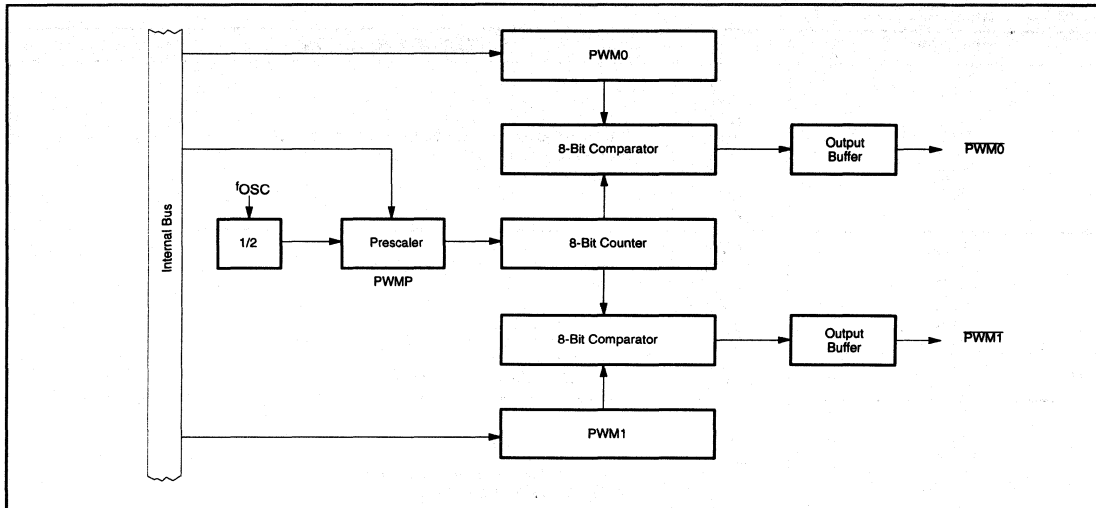 PWM0
8-Bit Comparator
Output
Buffer
PWM0
Internal Bus
fOSC
1/2
Prescaler
PWMP
8-Bit Counter
8-Bit Comparator
Output
Buffer
PWM1
PWM1